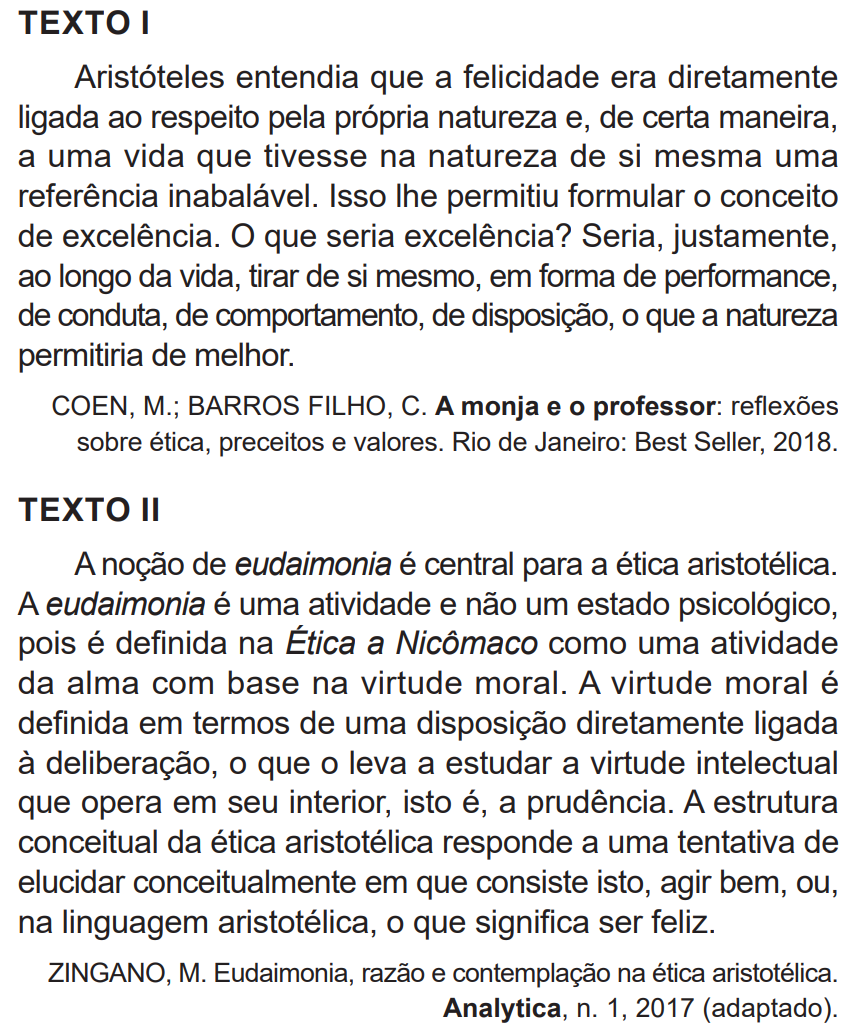 TEXTO I
Aristóteles entendia que a felicidade era diretamente
ligada ao respeito pela própria natureza e, de certa maneira,
a uma vida que tivesse na natureza de si mesma uma
referência inabalável. Isso lhe permitiu formular o conceito
de excelência. O que seria excelência? Seria, justamente,
ao longo da vida, tirar de si mesmo, em forma de performance,
de conduta, de comportamento, de disposição, o que a natureza
permitiria de melhor.
COEN, M.; BARROS FILHO, C. A monja e o professor: reflexões
sobre ética, preceitos e valores. Rio de Janeiro: Best Seller, 2018.
TEXTO II
A noção de eudaimonia é central para a ética aristotélica.
A eudaimonia é uma atividade e não um estado psicológico,
pois é definida na Ética a Nicômaco como uma atividade
da alma com base na virtude moral. A virtude moral é
definida em termos de uma disposição diretamente ligada
à deliberação, o que o leva a estudar a virtude intelectual
que opera em seu interior, isto é, a prudência. A estrutura
conceitual da ética aristotélica responde a uma tentativa de
elucidar conceitualmente em que consiste isto, agir bem, ou,
na linguagem aristotélica, o que significa ser feliz.
ZINGANO, M. Eudaimonia, razão e contemplação na ética aristotélica.
Analytica, n. 1, 2017 (adaptado).